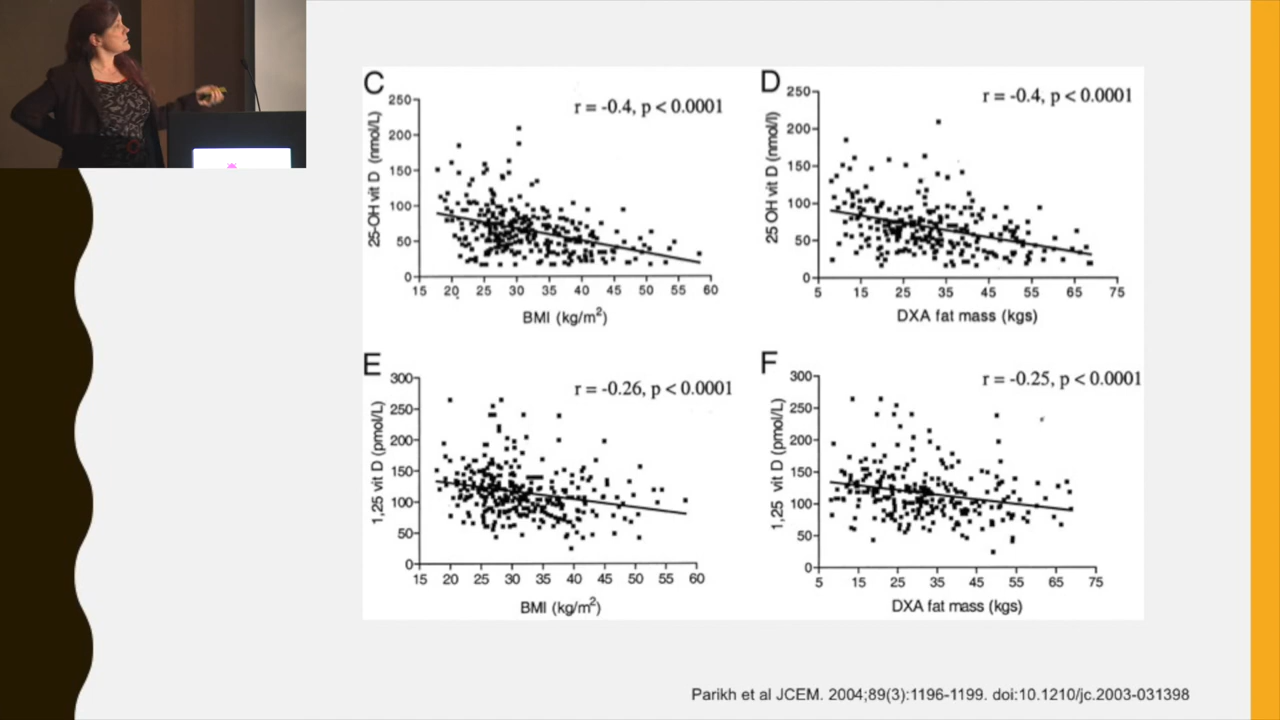 C
r = -0.4, p < 0.0001
25-OH vit D (nmol/L)
250
200
150
100
50
0
15 20 25 30 35 40 45 50 55 60
BMI (kg/m²)
D
r = -0.4, p < 0.0001
25 OH vit D (nmol/l)
250
200
150
100
50
0
5 15 25 35 45 55 65 75
DXA fat mass (kgs)
E
r = -0.26, p < 0.0001
1,25 vit D (pmol/L)
300
250
200
150
100
50
0
15 20 25 30 35 40 45 50 55 60
BMI (kg/m²)
F
r = -0.25, p < 0.0001
1,25 vit D (pmol/L)
300
250
200
150
100
50
0
5 15 25 35 45 55 65 75
DXA fat mass (kgs)
Parikh et al JCEM. 2004;89(3):1196-1199. doi:10.1210/jc.2003-031398